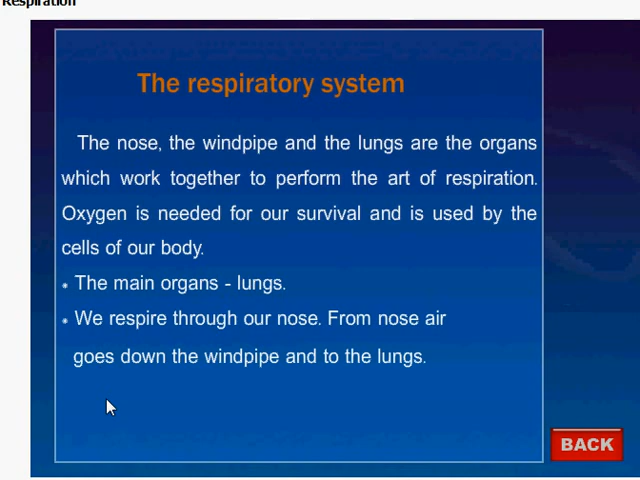 Respiration
The respiratory system
The nose, the windpipe and the lungs are the organs
which work together to perform the art of respiration.
Oxygen is needed for our survival and is used by the
cells of our body.
The main organs - lungs.
We respire through our nose. From nose air
goes down the windpipe and to the lungs.
BACK